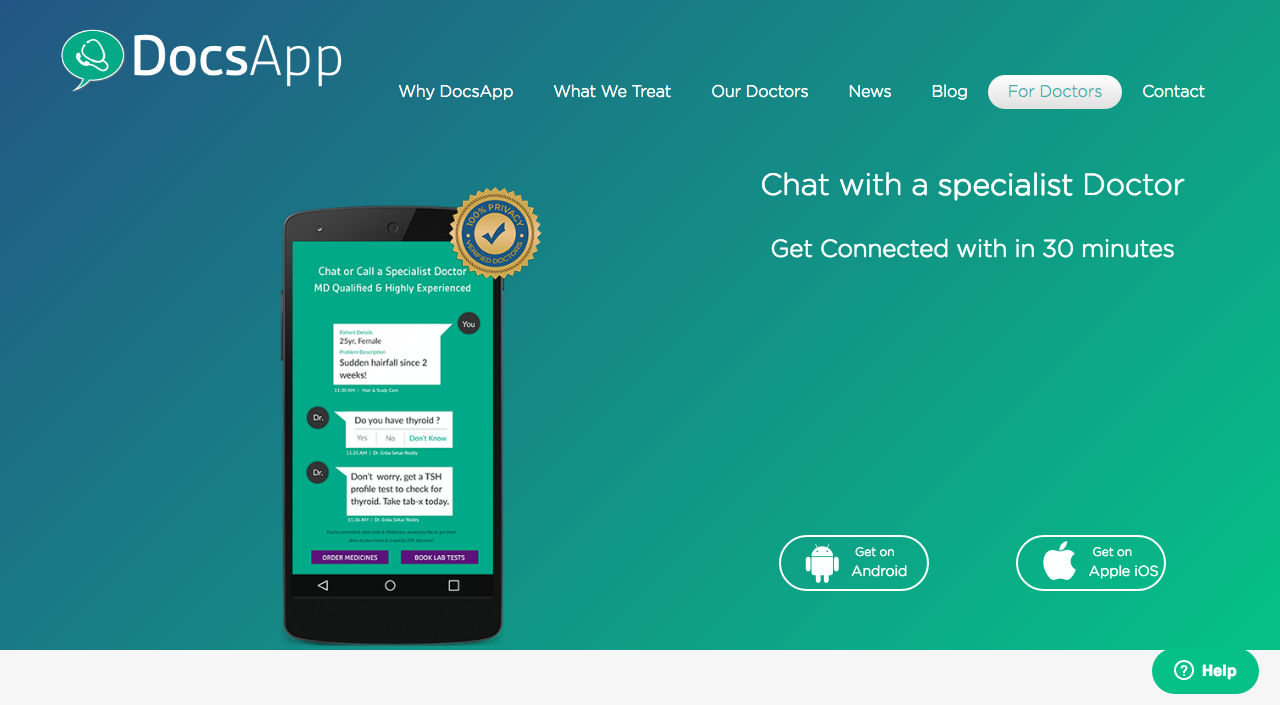 DocsApp
Why DocsApp
What We Treat
Our Doctors
News
Blog
For Doctors
Contact
Chat with a specialist Doctor
Get Connected with in 30 minutes
100% PRIVACY
VERIFIED DOCTORS
Chat or Call a Specialist Doctor
MD Qualified & Highly Experienced
You
Patient Details
25yr, Female
Problem Description
Sudden hairfall since 2
weeks!
11:30 AM | Hair & Scalp Care
Dr.
Do you have thyroid ?
Yes No Don't Know
11:35 AM | Dr. Enba Sekar Reddy
Dr.
Don't worry, get a TSH
profile test to check for
thyroid. Take tab-x today.
11:36 AM | Dr. Enba Sekar Reddy
ORDER MEDICINES
BOOK LAB TESTS
Get on
Android
Get on
Apple iOS
Help